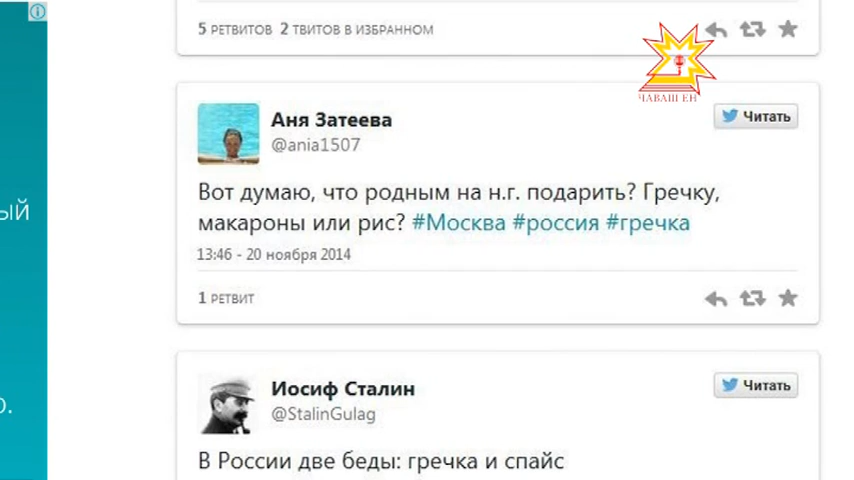 5 РЕТВИТОВ 2 ТВИТОВ В ИЗБРАННОМ
ЧАВАШ ЕН
Аня Затеева
Читать
@ania1507
ый
Вот думаю, что родным на н.г. подарить? Гречку,
макароны или рис? #Москва #россия #гречка
13:46 - 20 ноября 2014
1 РЕТВИТ
Иосиф Сталин
Читать
@StalinGulag
о.
В России две беды: гречка и спайс